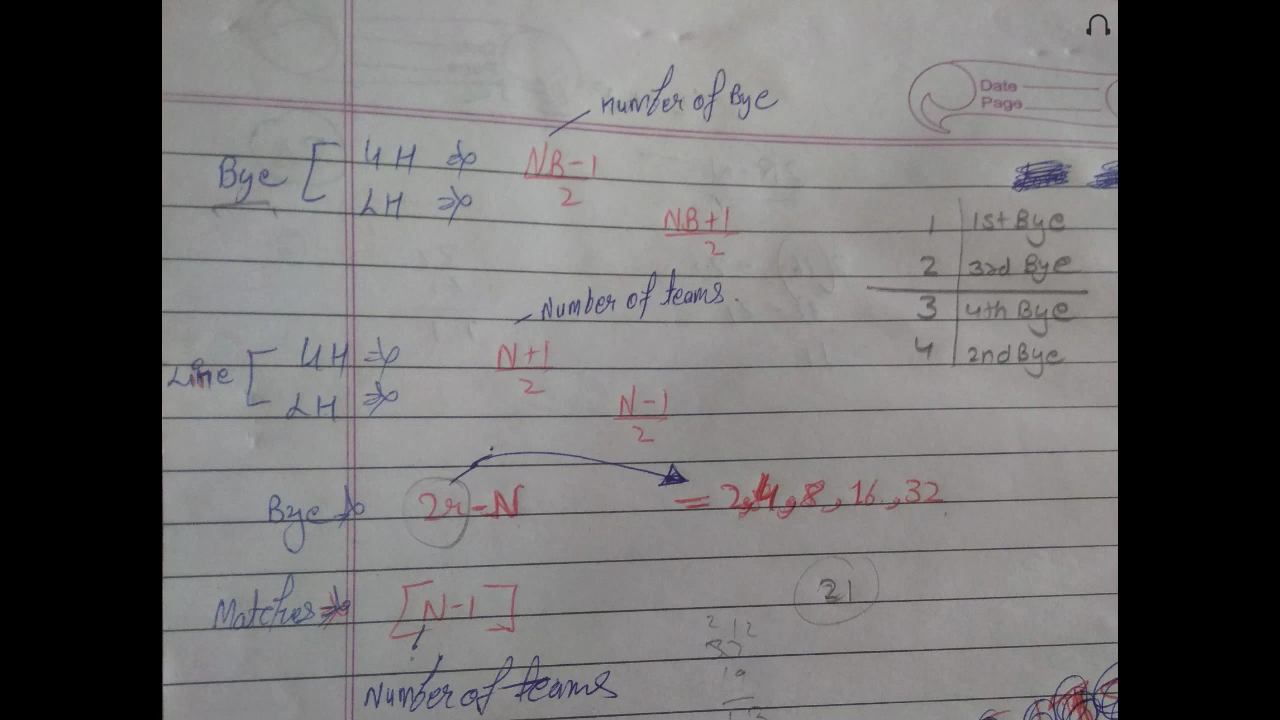 Date
Page
number of Bye
Bye [ UH ⇒ NB-1/2
LH ⇒ NB+1/2
1 | 1st Bye
2 | 3rd Bye
3 | 4th Bye
4 | 2nd Bye
Number of teams.
Line [ UH ⇒ N+1/2
LH ⇒ N-1/2
Bye ⇒ 2r-N = 2,4,8,16,32
Matches ⇒ [N-1]
21
Number of teams